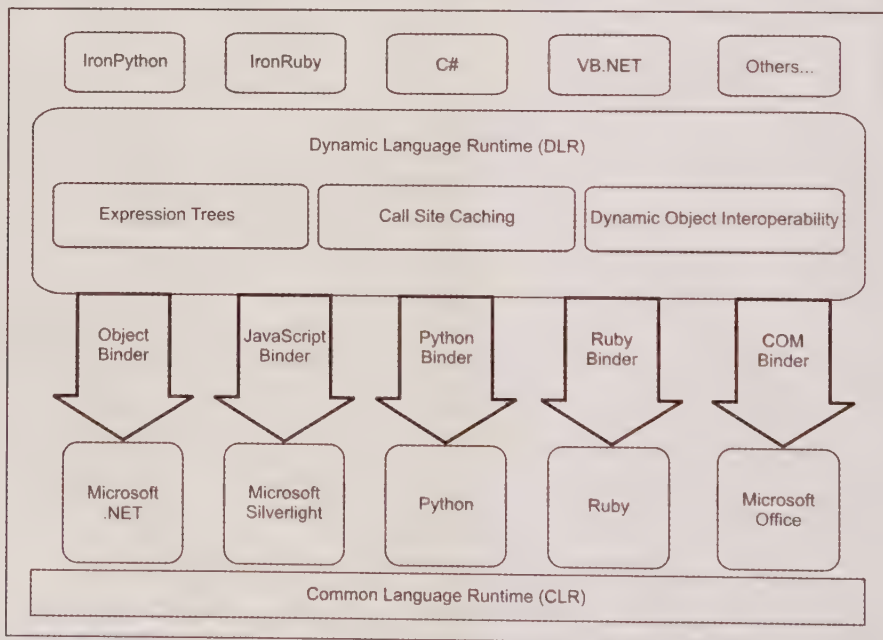 IronPython
IronRuby
C#
VB.NET
Others...
Dynamic Language Runtime (DLR)
Expression Trees
Call Site Caching
Dynamic Object Interoperability
Object
Binder
JavaScript
Binder
Python
Binder
Ruby
Binder
COM
Binder
Microsoft
.NET
Microsoft
Silverlight
Python
Ruby
Microsoft
Office
Common Language Runtime (CLR)